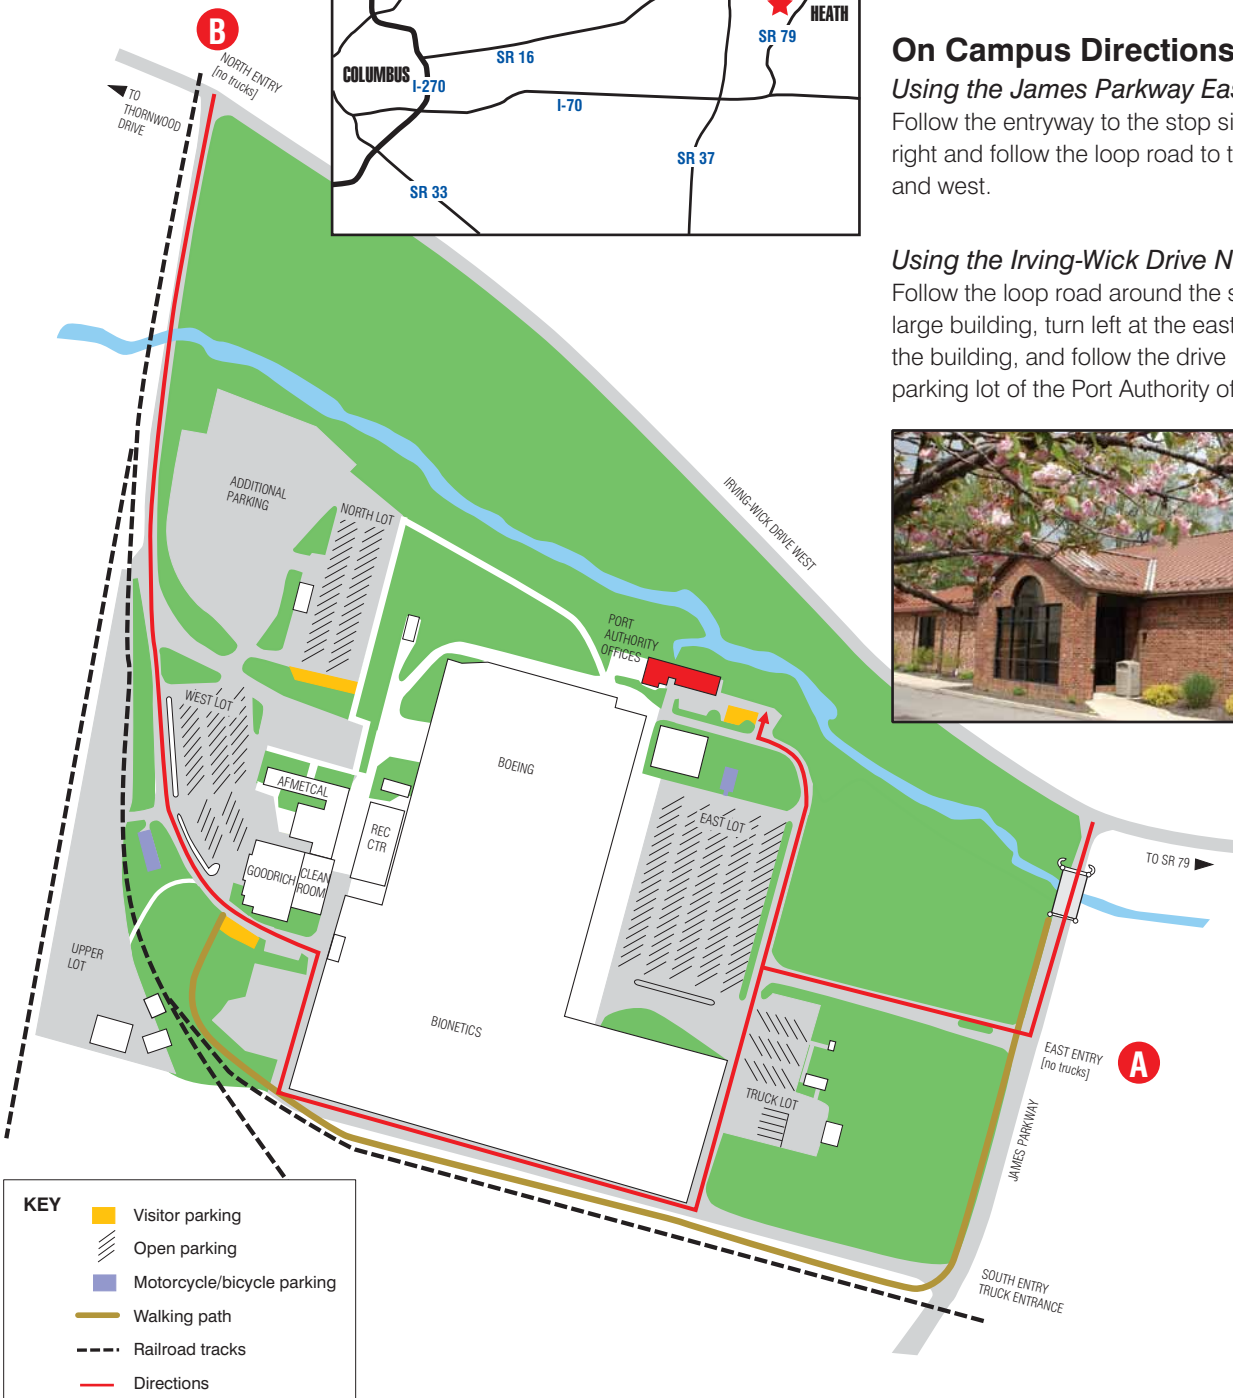 B
NORTH ENTRY
[no trucks]
TO
THORNWOOD
DRIVE
HEATH
SR 79
SR 16
COLUMBUS
I-270
I-70
SR 37
SR 33
On Campus Directions
Using the James Parkway Eas
Follow the entryway to the stop si
right and follow the loop road to t
and west.
Using the Irving-Wick Drive N
Follow the loop road around the s
large building, turn left at the east
the building, and follow the drive
parking lot of the Port Authority of
IRVING-WICK DRIVE WEST
ADDITIONAL
PARKING
NORTH LOT
PORT
AUTHORITY
OFFICES
WEST LOT
BOEING
AFMETCAL
REC
CTR
EAST LOT
GOODRICH
CLEAN
ROOM
TO SR 79
UPPER
LOT
BIONETICS
EAST ENTRY
[no trucks]
A
TRUCK LOT
JAMES PARKWAY
SOUTH ENTRY
TRUCK ENTRANCE
KEY
Visitor parking
Open parking
Motorcycle/bicycle parking
Walking path
Railroad tracks
Directions